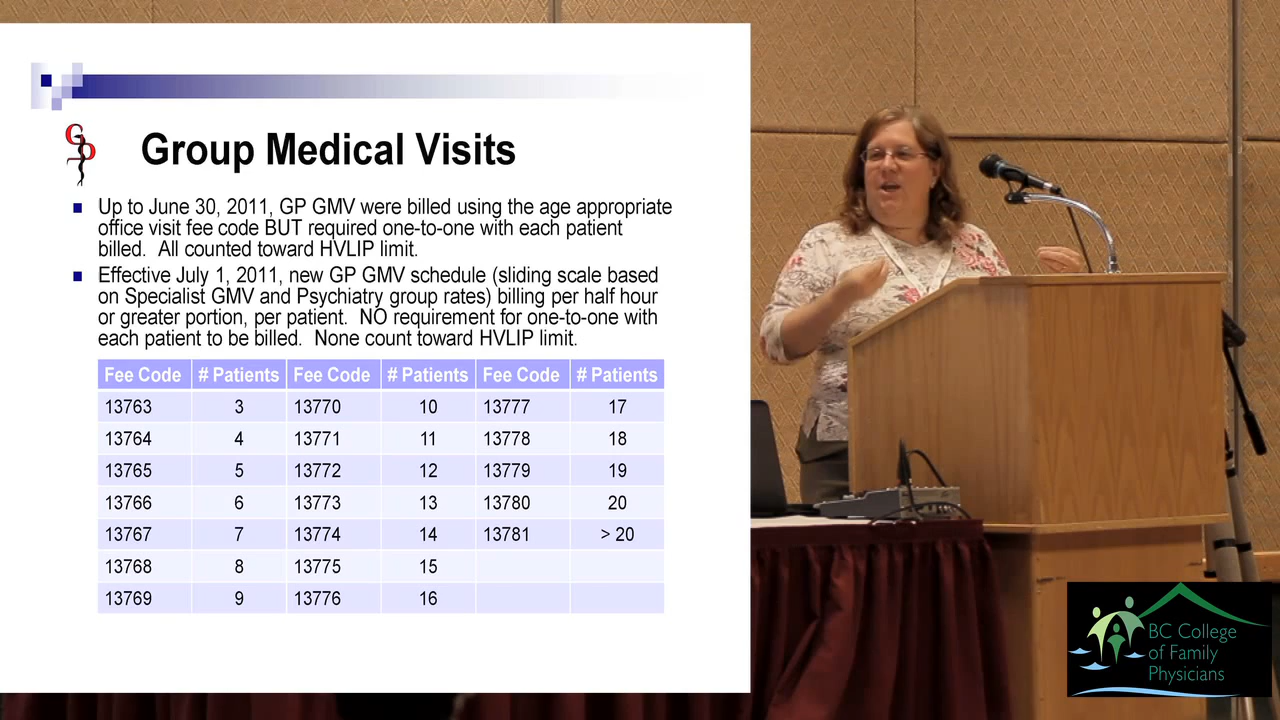 Group Medical Visits
Up to June 30, 2011, GP GMV were billed using the age appropriate
office visit fee code BUT required one-to-one with each patient
billed. All counted toward HVLIP limit.
Effective July 1, 2011, new GP GMV schedule (sliding scale based
on Specialist GMV and Psychiatry group rates) billing per half hour
or greater portion, per patient. NO requirement for one-to-one with
each patient to be billed. None count toward HVLIP limit.
Fee Code # Patients Fee Code # Patients Fee Code # Patients
13763 3 13770 10 13777 17
13764 4 13771 11 13778 18
13765 5 13772 12 13779 19
13766 6 13773 13 13780 20
13767 7 13774 14 13781 > 20
13768 8 13775 15
13769 9 13776 16
GP
BC College
of Family
Physicians